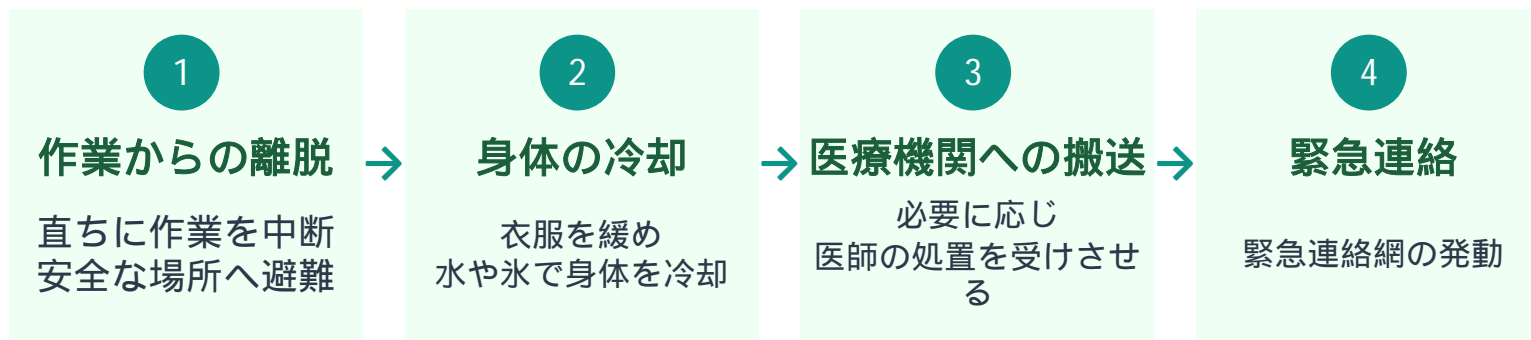 1
作業からの離脱
直ちに作業を中断
安全な場所へ避難
→
2
身体の冷却
衣服を緩め
水や氷で身体を冷却
→
3
医療機関への搬送
必要に応じ
医師の処置を受けさせ
る
→
4
緊急連絡
緊急連絡網の発動